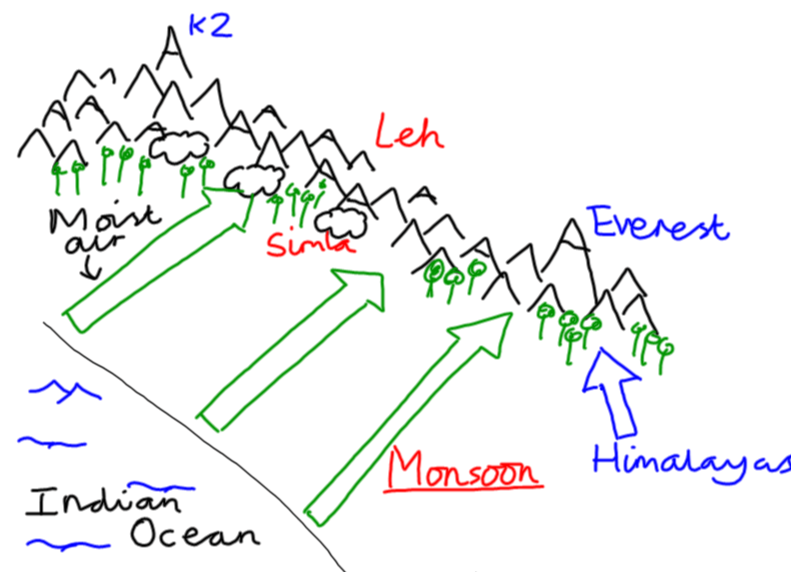 K2
Leh
Everest
Moist
air
Simla
Himalayas
Monsoon
Indian
Ocean